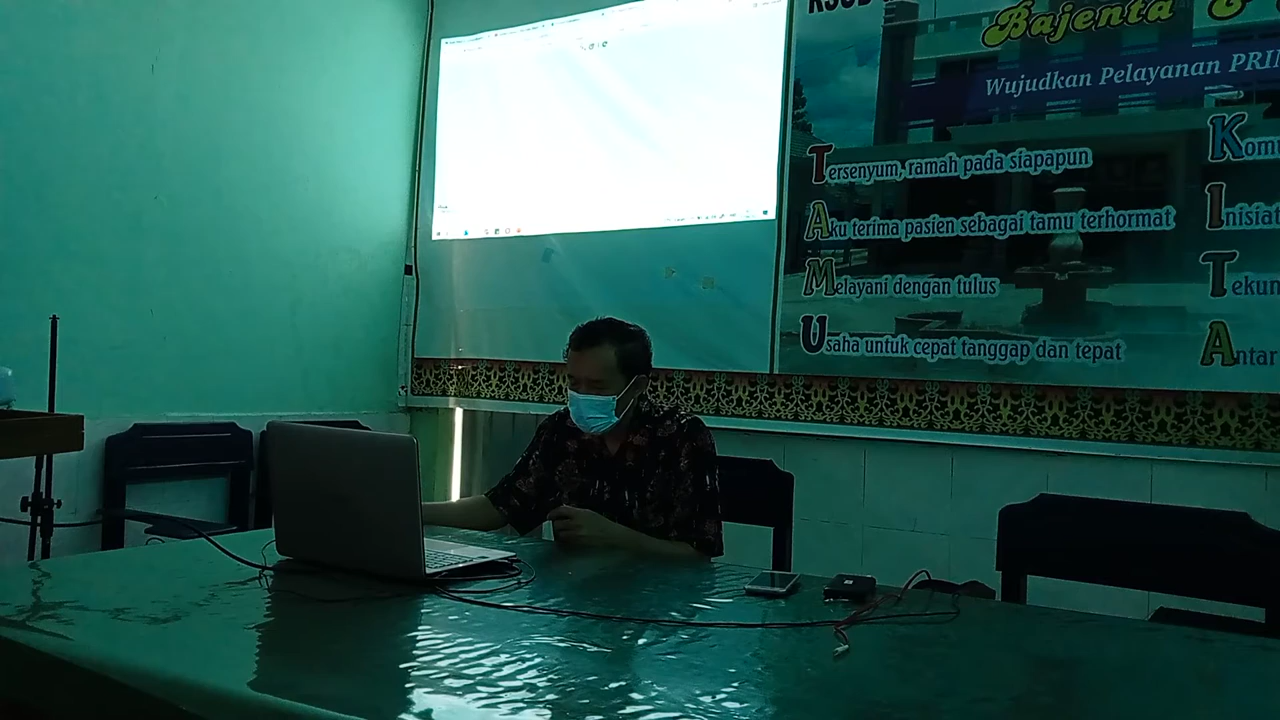 RSUD
Bajenta &
Wujudkan Pelayanan PRI
Tersenyum, ramah pada siapapun
Aku terima pasien sebagai tamu terhormat
Melayani dengan tulus
Usaha untuk cepat tanggap dan tepat
Komu
Inisiat
Tekun
Antar